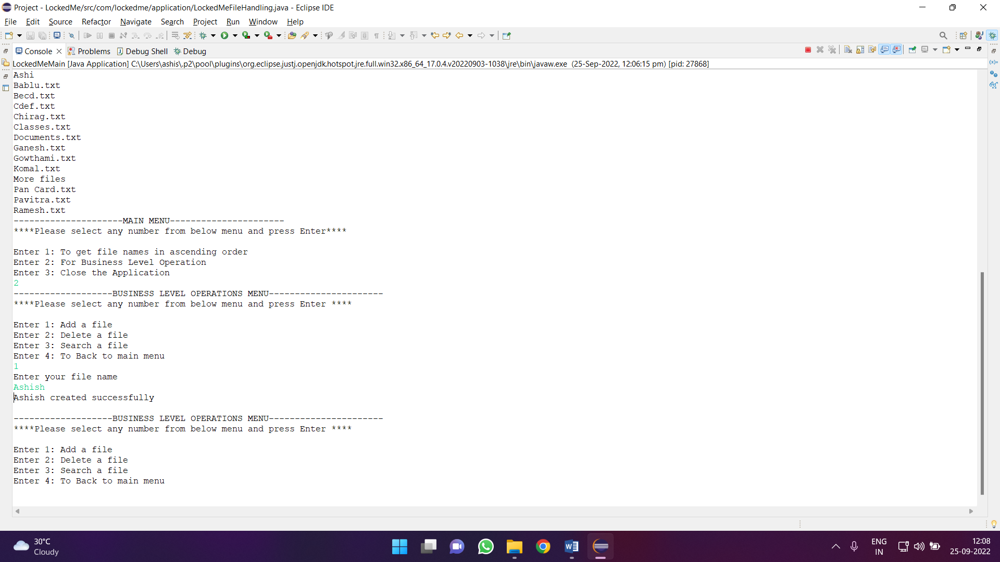 Project - LockedMe/src/com/lockedme/application/LockedMeFileHandling.java - Eclipse IDE
File Edit Source Refactor Navigate Search Project Run Window Help
Console Problems Debug Shell Debug
LockedMeMain [Java Application] C:\Users\ashis\.p2\pool\plugins\org.eclipse.justj.openjdk.hotspot.jre.full.win32.x86_64_17.0.4.v20220903-1038\jre\bin\javaw.exe (25-Sep-2022, 12:06:15 pm) [pid: 27868]
Ashi
Bablu.txt
Becd.txt
Cdef.txt
Chirag.txt
Classes.txt
Documents.txt
Ganesh.txt
Gowthami.txt
Komal.txt
More files
Pan Card.txt
Pavitra.txt
Ramesh.txt
---------------------MAIN MENU----------------------
****Please select any number from below menu and press Enter****
Enter 1: To get file names in ascending order
Enter 2: For Business Level Operation
Enter 3: Close the Application
2
-------------------BUSINESS LEVEL OPERATIONS MENU----------------------
****Please select any number from below menu and press Enter ****
Enter 1: Add a file
Enter 2: Delete a file
Enter 3: Search a file
Enter 4: To Back to main menu
1
Enter your file name
Ashish
Ashish created successfully
-------------------BUSINESS LEVEL OPERATIONS MENU----------------------
****Please select any number from below menu and press Enter ****
Enter 1: Add a file
Enter 2: Delete a file
Enter 3: Search a file
Enter 4: To Back to main menu
30°C
Cloudy
ENG
IN
12:08
25-09-2022